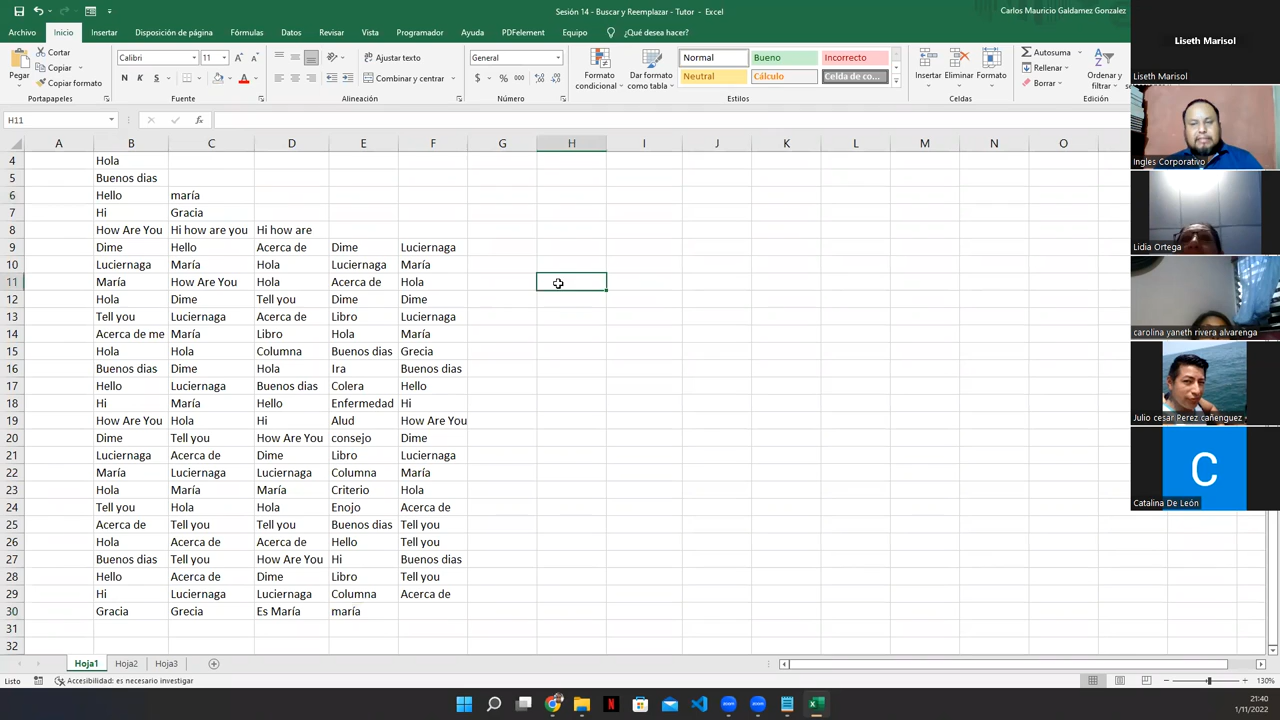 Sesión 14 - Buscar y Reemplazar - Tutor - Excel
Carlos Mauricio Galdamez Gonzalez
Archivo Inicio Insertar Disposición de página Fórmulas Datos Revisar Vista Programador Ayuda PDFelement Equipo ¿Qué desea hacer?
Pegar Cortar Copiar Copiar formato Portapapeles
Calibri 11 N K S Fuente
Ajustar texto Combinar y centrar Alineación
General $ % 000 Número
Formato condicional Dar formato como tabla
Normal Bueno Incorrecto
Neutral Cálculo Celda de co...
Estilos
Insertar Eliminar Formato Celdas
Autosuma Rellenar Borrar Ordenar y filtrar Edición
H11 fx
A B C D E F G H I J K L M N O
4 Hola
5 Buenos dias
6 Hello maría
7 Hi Gracia
8 How Are You Hi how are you Hi how are
9 Dime Hello Acerca de Dime Luciernaga
10 Luciernaga María Hola Luciernaga María
11 María How Are You Hola Acerca de Hola
12 Hola Dime Tell you Dime Dime
13 Tell you Luciernaga Acerca de Libro Luciernaga
14 Acerca de me María Libro Hola María
15 Hola Hola Columna Buenos dias Grecia
16 Buenos dias Dime Hola Ira Buenos dias
17 Hello Luciernaga Buenos dias Colera Hello
18 Hi María Hello Enfermedad Hi
19 How Are You Hola Hi Alud How Are You
20 Dime Tell you How Are You consejo Dime
21 Luciernaga Acerca de Dime Libro Luciernaga
22 María Luciernaga Luciernaga Columna María
23 Hola María María Criterio Hola
24 Tell you Hola Hola Enojo Acerca de
25 Acerca de Tell you Tell you Buenos dias Tell you
26 Hola Acerca de Acerca de Hello Tell you
27 Buenos dias Tell you How Are You Hi Buenos dias
28 Hello Acerca de Dime Libro Tell you
29 Hi Luciernaga Luciernaga Columna Acerca de
30 Gracia Grecia Es María maría
31
32
Hoja1 Hoja2 Hoja3
Listo Accesibilidad: es necesario investigar
130%
21:40
1/11/2022
Liseth Marisol
Liseth Marisol
Ingles Corporativo
Lidia Ortega
carolina yaneth rivera alvarenga
Julio cesar Perez cañenguez
C
Catalina De León